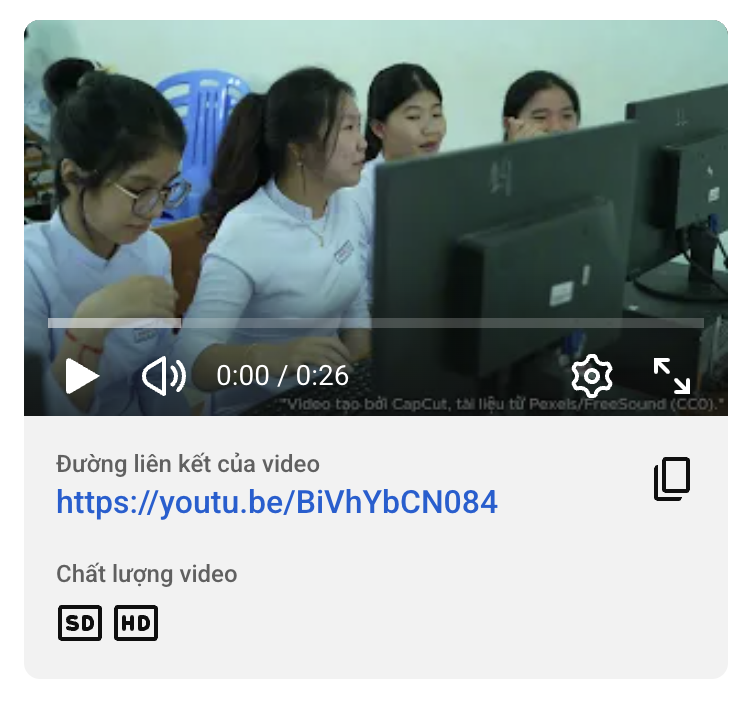 0:00 / 0:26
"Video tạo bởi CapCut, tài liệu từ Pexels/FreeSound (CC0)."
Đường liên kết của video
https://youtu.be/BiVhYbCN084
Chất lượng video
SD HD